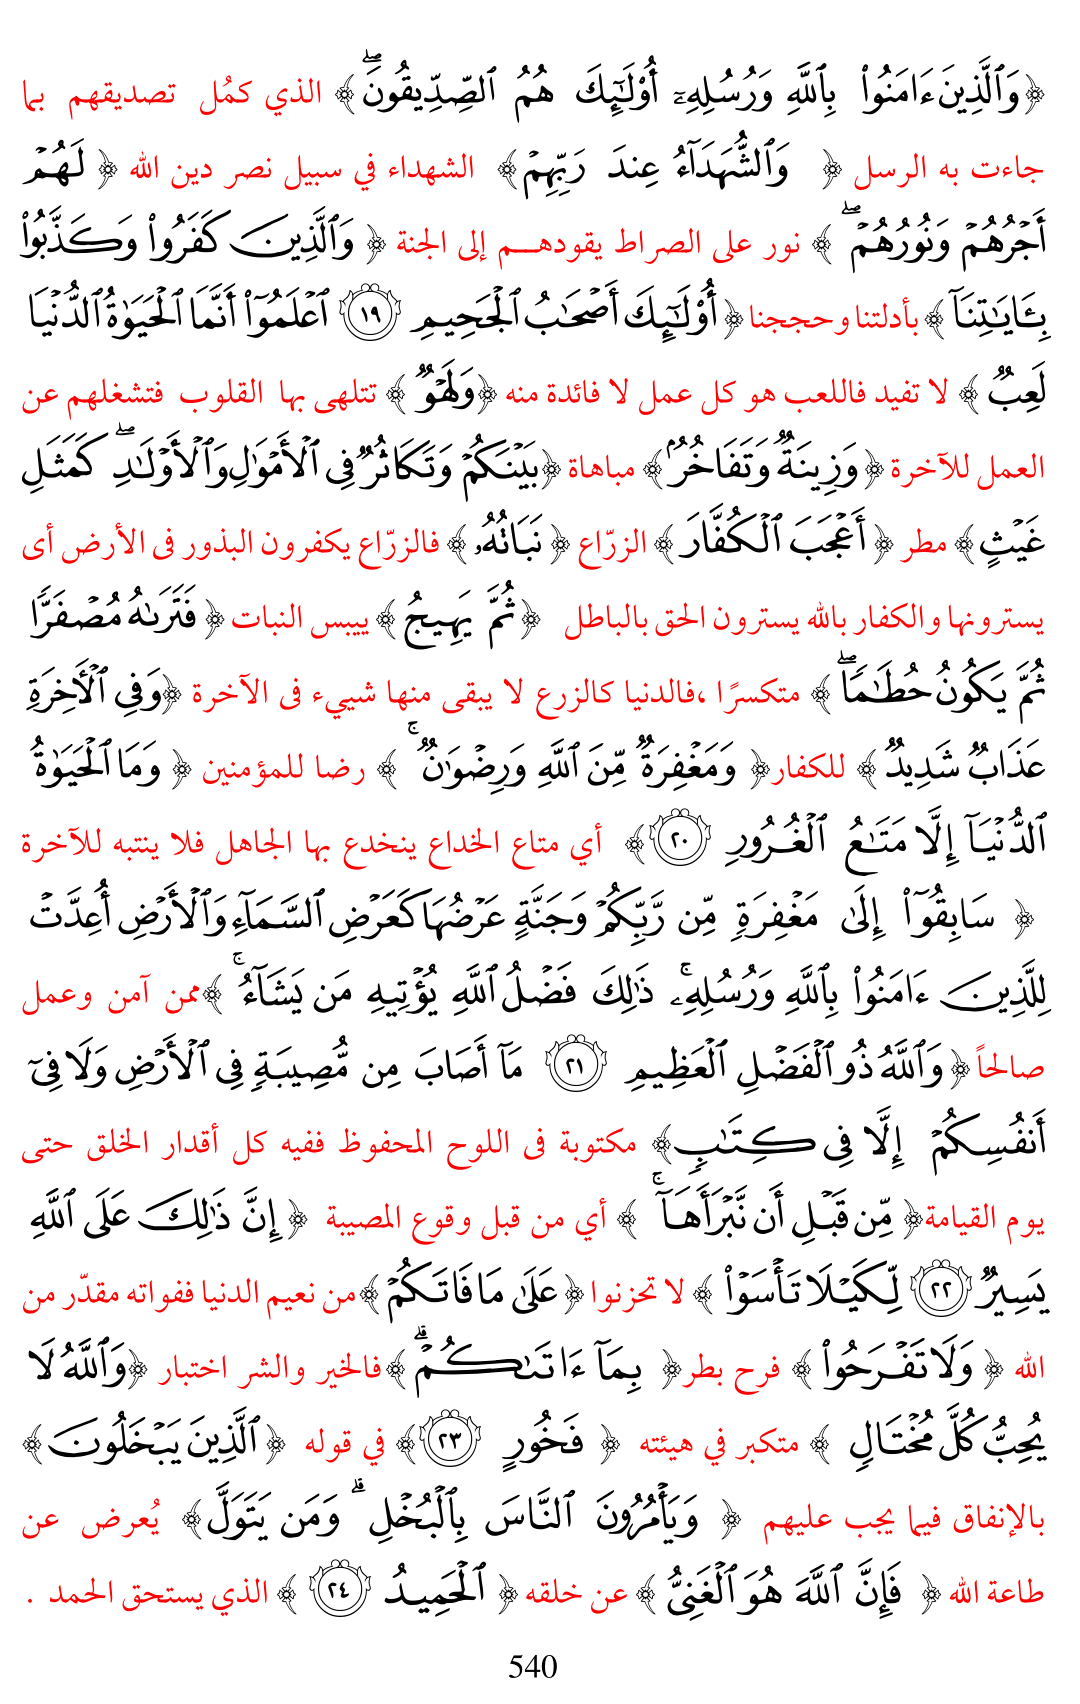 ﴿ وَٱلَّذِينَ ءَامَنُوا۟ بِٱللَّهِ وَرُسُلِهِۦٓ أُو۟لَـٰٓئِكَ هُمُ ٱلصِّدِّيقُونَ ۖ ﴾ الذي كمُل تصديقهم بما
جاءت به الرسل ﴿ وَٱلشُّهَدَآءُ عِندَ رَبِّهِمْ ﴾ الشهداء في سبيل نصر دين الله ﴿ لَهُمْ
أَجْرُهُمْ وَنُورُهُمْ ۖ ﴾ نور على الصراط يقودهـــم إلى الجنة ﴿ وَٱلَّذِينَ كَفَرُوا۟ وَكَذَّبُوا۟
بِـَٔايَـٰتِنَآ ﴾ بأدلتنا وحججنا ﴿ أُو۟لَـٰٓئِكَ أَصْحَـٰبُ ٱلْجَحِيمِ ١٩ ٱعْلَمُوٓا۟ أَنَّمَا ٱلْحَيَوٰةُ ٱلدُّنْيَا
لَعِبٌ ﴾ لا تفيد فاللعب هو كل عمل لا فائدة منه ﴿ وَلَهْوٌ ﴾ تتلهى بها القلوب فتشغلهم عن
العمل للآخرة ﴿ وَزِينَةٌ وَتَفَاخُرٌۢ ﴾ مباهاة ﴿ بَيْنَكُمْ وَتَكَاثُرٌ فِى ٱلْأَمْوَٰلِ وَٱلْأَوْلَـٰدِ ۖ كَمَثَلِ
غَيْثٍ ﴾ مطر ﴿ أَعْجَبَ ٱلْكُفَّارَ ﴾ الزرّاع ﴿ نَبَاتُهُۥ ﴾ فالزرّاع يكفرون البذور فى الأرض أى
يسترونها والكفار بالله يسترون الحق بالباطل ﴿ ثُمَّ يَهِيجُ ﴾ ييبس النبات ﴿ فَتَرَىٰهُ مُصْفَرًّا
ثُمَّ يَكُونُ حُطَـٰمًا ۖ ﴾ متكسرًا ،فالدنيا كالزرع لا يبقى منها شييء فى الآخرة ﴿ وَفِى ٱلْـَٔاخِرَةِ
عَذَابٌ شَدِيدٌ ﴾ للكفار ﴿ وَمَغْفِرَةٌ مِّنَ ٱللَّهِ وَرِضْوَٰنٌ ۚ ﴾ رضا للمؤمنين ﴿ وَمَا ٱلْحَيَوٰةُ
ٱلدُّنْيَآ إِلَّا مَتَـٰعُ ٱلْغُرُورِ ٢٠ ﴾ أي متاع الخداع ينخدع بها الجاهل فلا ينتبه للآخرة
﴿ سَابِقُوٓا۟ إِلَىٰ مَغْفِرَةٍ مِّن رَّبِّكُمْ وَجَنَّةٍ عَرْضُهَا كَعَرْضِ ٱلسَّمَآءِ وَٱلْأَرْضِ أُعِدَّتْ
لِلَّذِينَ ءَامَنُوا۟ بِٱللَّهِ وَرُسُلِهِۦ ۚ ذَٰلِكَ فَضْلُ ٱللَّهِ يُؤْتِيهِ مَن يَشَآءُ ۚ ﴾ ممن آمن وعمل
صالحاً ﴿ وَٱللَّهُ ذُو ٱلْفَضْلِ ٱلْعَظِيمِ ٢١ مَآ أَصَابَ مِن مُّصِيبَةٍ فِى ٱلْأَرْضِ وَلَا فِىٓ
أَنفُسِكُمْ إِلَّا فِى كِتَـٰبٍ ﴾ مكتوبة فى اللوح المحفوظ ففيه كل أقدار الخلق حتى
يوم القيامة ﴿ مِّن قَبْلِ أَن نَّبْرَأَهَآ ۚ ﴾ أي من قبل وقوع المصيبة ﴿ إِنَّ ذَٰلِكَ عَلَى ٱللَّهِ
يَسِيرٌ ٢٢ لِّكَيْلَا تَأْسَوْا۟ ﴾ لا تحزنوا ﴿ عَلَىٰ مَا فَاتَكُمْ ﴾ من نعيم الدنيا ففواته مقدّر من
الله ﴿ وَلَا تَفْرَحُوا۟ ﴾ فرح بطر ﴿ بِمَآ ءَاتَىٰكُمْ ۗ ﴾ فالخير والشر اختبار ﴿ وَٱللَّهُ لَا
يُحِبُّ كُلَّ مُخْتَالٍ ﴾ متكبر في هيئته ﴿ فَخُورٍ ٢٣ ﴾ في قوله ﴿ ٱلَّذِينَ يَبْخَلُونَ ﴾
بالإنفاق فيما يجب عليهم ﴿ وَيَأْمُرُونَ ٱلنَّاسَ بِٱلْبُخْلِ ۗ وَمَن يَتَوَلَّ ﴾ يُعرض عن
طاعة الله ﴿ فَإِنَّ ٱللَّهَ هُوَ ٱلْغَنِىُّ ﴾ عن خلقه ﴿ ٱلْحَمِيدُ ٢٤ ﴾ الذي يستحق الحمد .
540